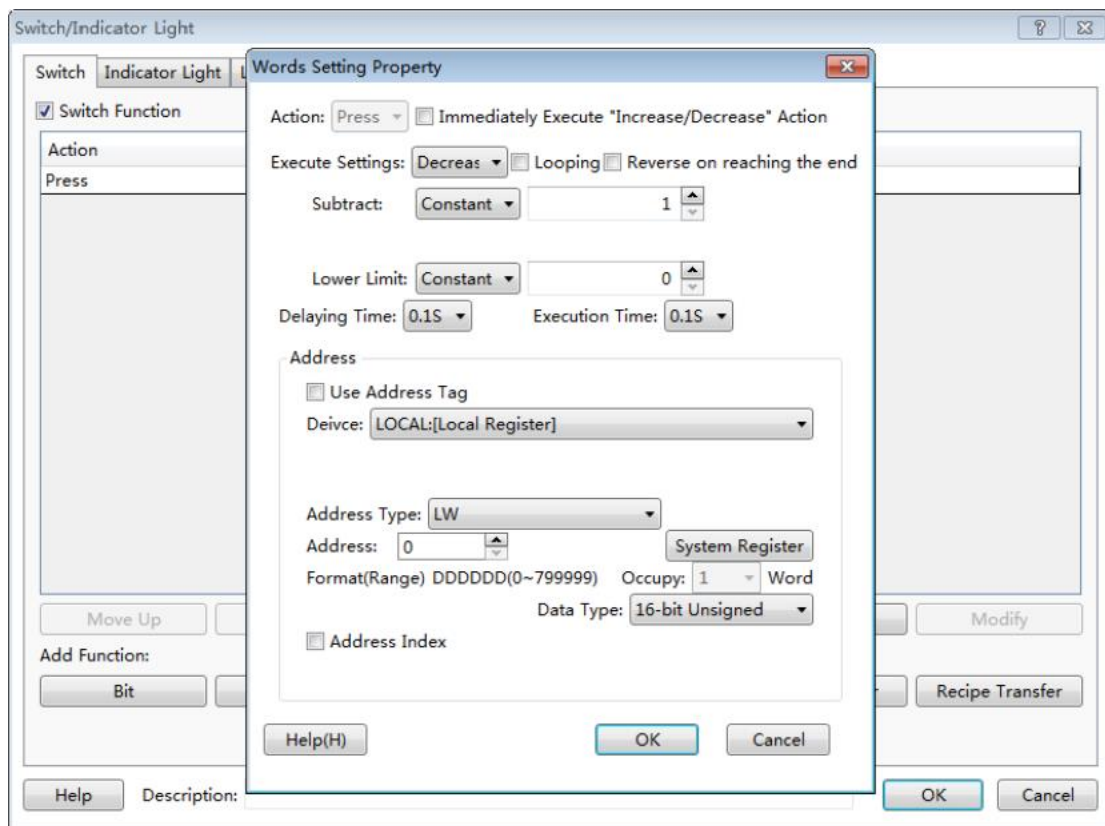 Switch/Indicator Light
Switch Indicator Light
Words Setting Property
Switch Function
Action: Press Immediately Execute "Increase/Decrease" Action
Action
Execute Settings: Decreas Looping Reverse on reaching the end
Press
Subtract: Constant 1
Lower Limit: Constant 0
Delaying Time: 0.1S Execution Time: 0.1S
Address
Use Address Tag
Deivce: LOCAL:[Local Register]
Address Type: LW
Address: 0 System Register
Format(Range) DDDDDD(0~799999) Occupy: 1 Word
Data Type: 16-bit Unsigned
Move Up Modify
Address Index
Add Function:
Bit Recipe Transfer
Help(H) OK Cancel
Help Description: OK Cancel